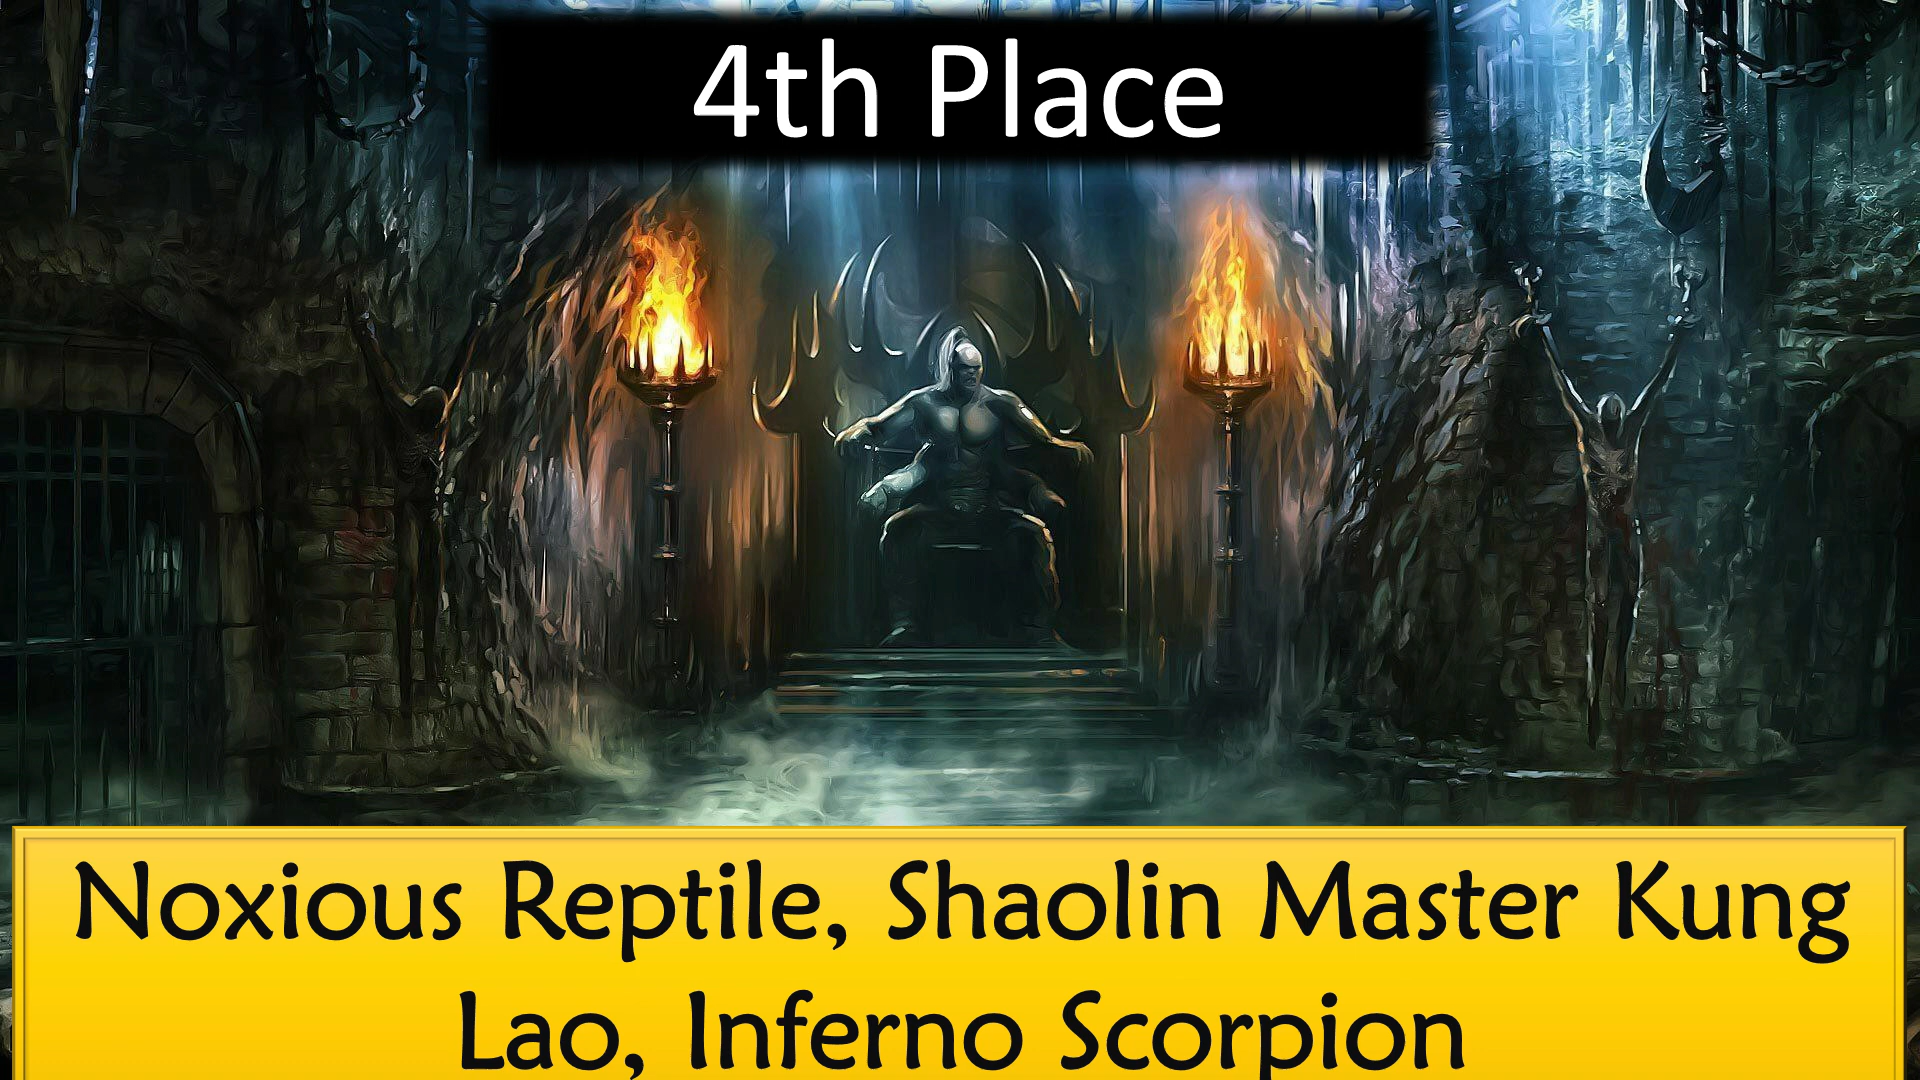 4th Place
Noxious Reptile, Shaolin Master Kung
Lao, Inferno Scorpion